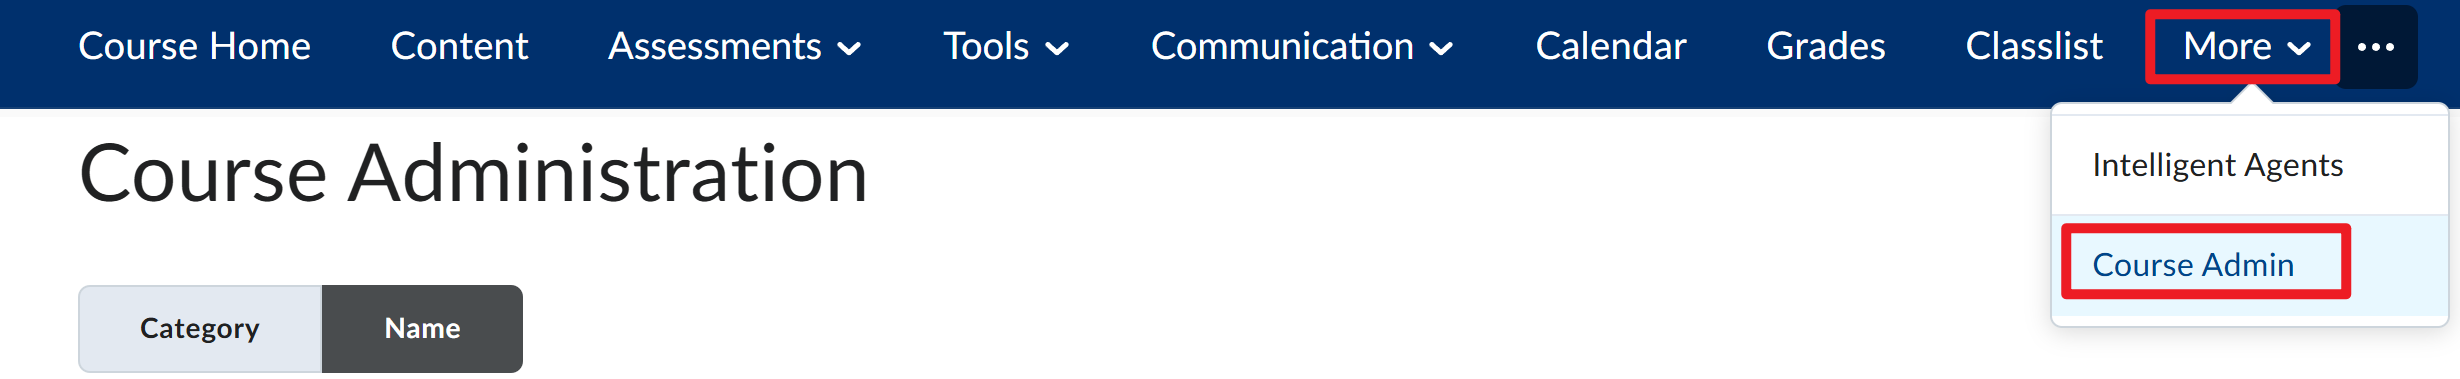 Course Home Content Assessments Tools Communication Calendar Grades Classlist More ...
Course Administration
Intelligent Agents
Course Admin
Category Name